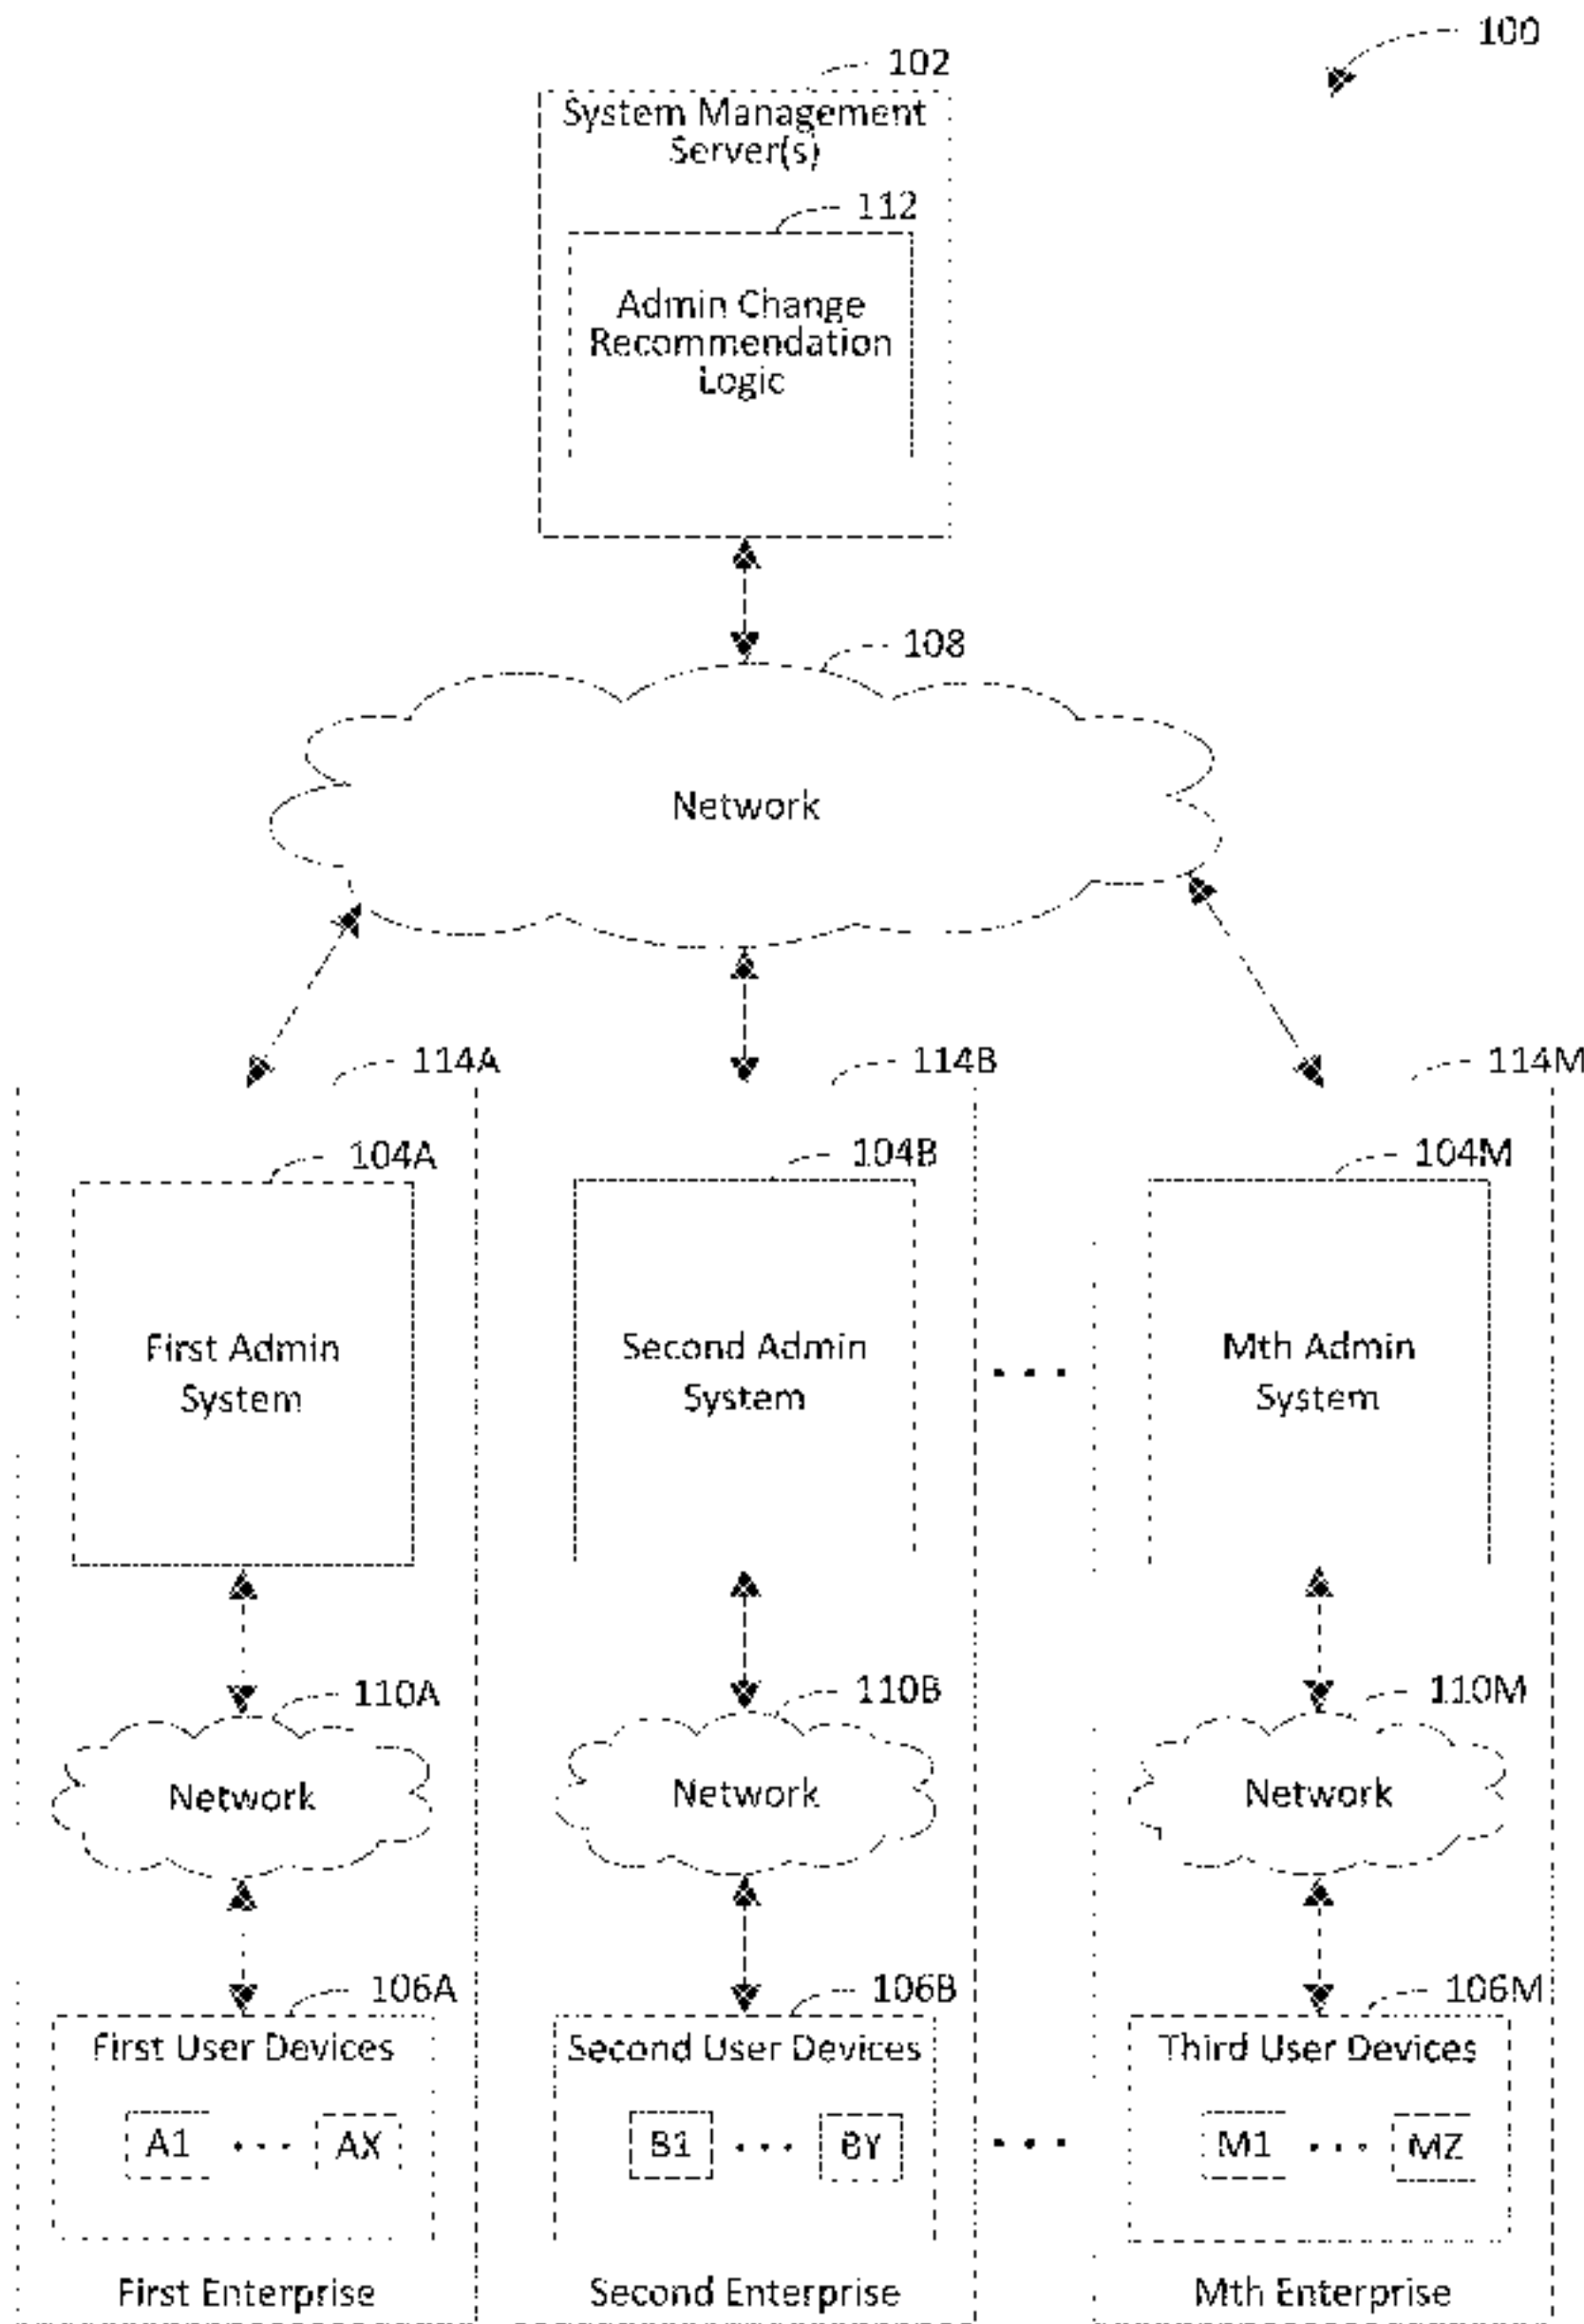 100
102
System Management
Server(s)
112
Admin Change
Recommendation
Logic
108
Network
114A
114B
114M
104A
104B
104M
First Admin
System
Second Admin
System
• • •
Mth Admin
System
110A
110B
110M
Network
Network
Network
106A
106B
106M
First User Devices
Second User Devices
Third User Devices
A1 • • • AX
B1 • • • BY
• • •
M1 • • • MZ
First Enterprise
Second Enterprise
Mth Enterprise